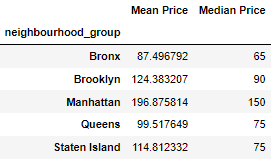 Mean Price Median Price
neighbourhood_group
Bronx 87.496792 65
Brooklyn 124.383207 90
Manhattan 196.875814 150
Queens 99.517649 75
Staten Island 114.812332 75